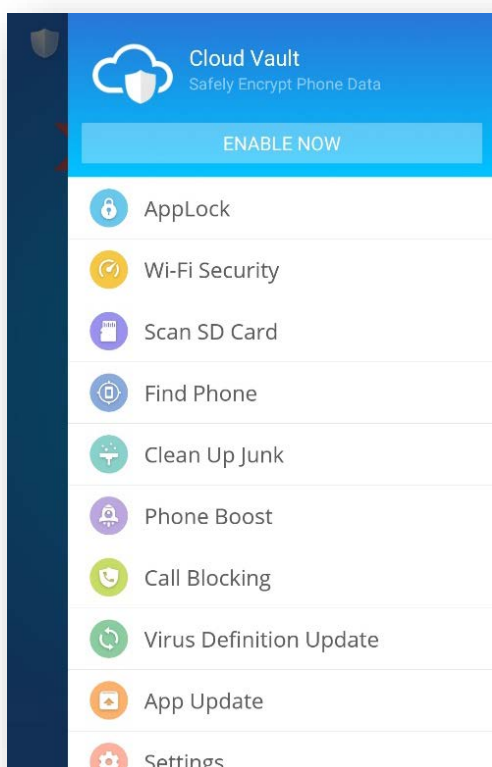 Cloud Vault
Safely Encrypt Phone Data
ENABLE NOW
AppLock
Wi-Fi Security
Scan SD Card
Find Phone
Clean Up Junk
Phone Boost
Call Blocking
Virus Definition Update
App Update
Settings